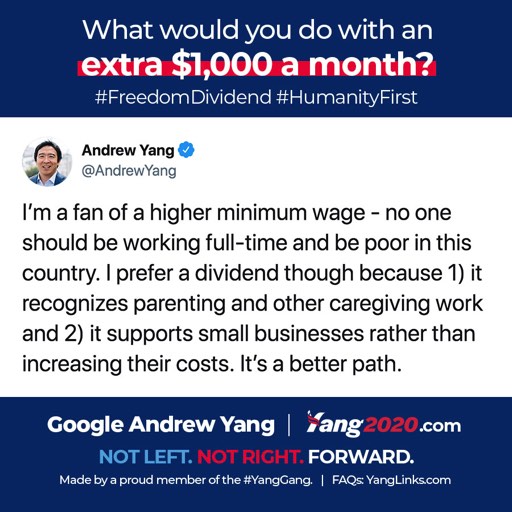 What would you do with an
extra $1,000 a month?
#FreedomDividend #HumanityFirst
Andrew Yang
@AndrewYang
I'm a fan of a higher minimum wage - no one
should be working full-time and be poor in this
country. I prefer a dividend though because 1) it
recognizes parenting and other caregiving work
and 2) it supports small businesses rather than
increasing their costs. It's a better path.
Google Andrew Yang | Yang2020.com
NOT LEFT. NOT RIGHT. FORWARD.
Made by a proud member of the #YangGang. | FAQs: YangLinks.com